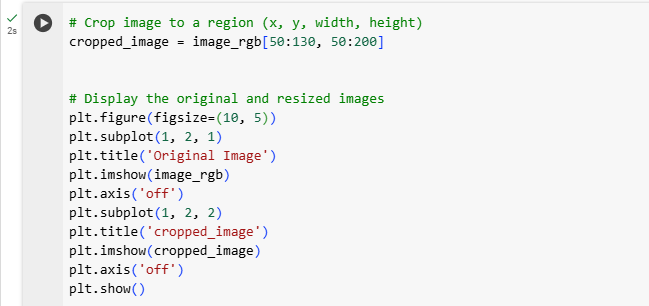 2s
# Crop image to a region (x, y, width, height)
cropped_image = image_rgb[50:130, 50:200]
# Display the original and resized images
plt.figure(figsize=(10, 5))
plt.subplot(1, 2, 1)
plt.title('Original Image')
plt.imshow(image_rgb)
plt.axis('off')
plt.subplot(1, 2, 2)
plt.title('cropped_image')
plt.imshow(cropped_image)
plt.axis('off')
plt.show()